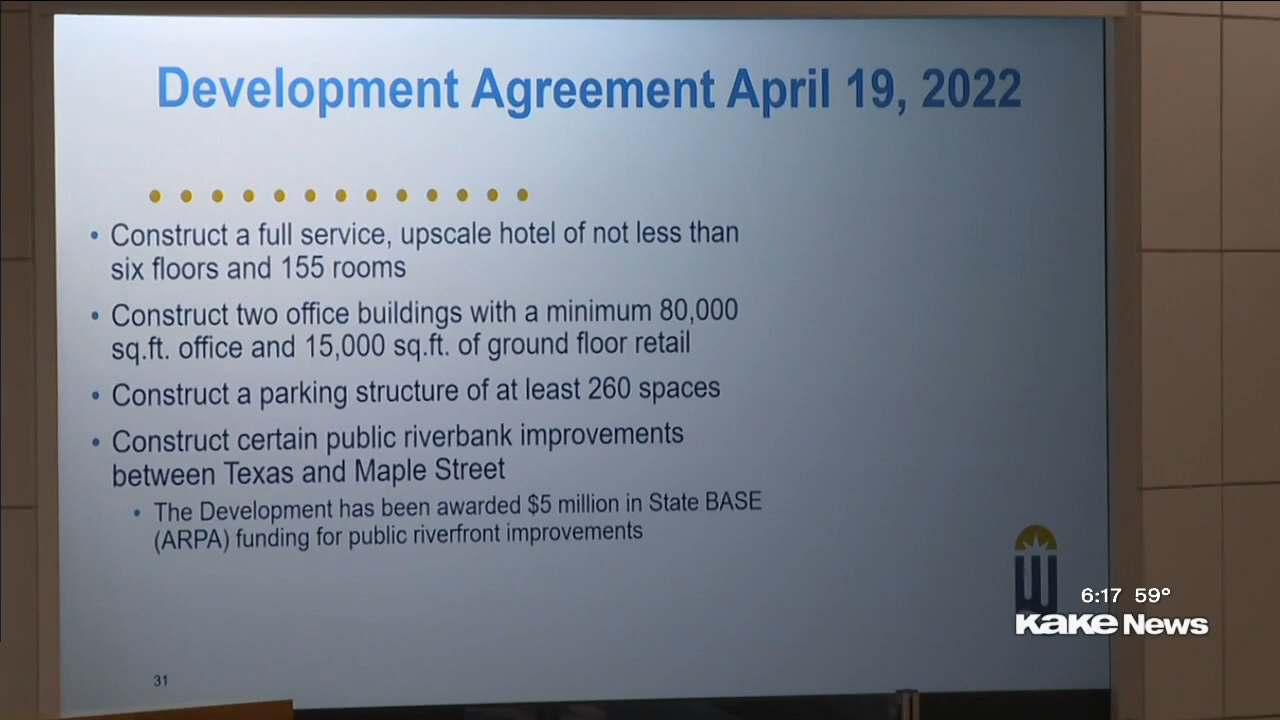 Development Agreement April 19, 2022
• Construct a full service, upscale hotel of not less than
six floors and 155 rooms
• Construct two office buildings with a minimum 80,000
sq.ft. office and 15,000 sq.ft. of ground floor retail
• Construct a parking structure of at least 260 spaces
• Construct certain public riverbank improvements
between Texas and Maple Street
• The Development has been awarded $5 million in State BASE
(ARPA) funding for public riverfront improvements
31
6:17 59°
KAKE News